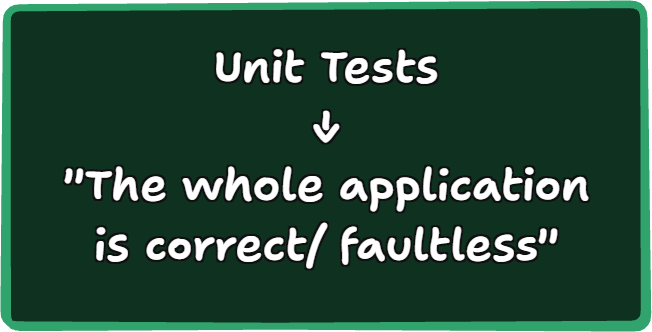 Unit Tests
↓
"The whole application
is correct/ faultless"